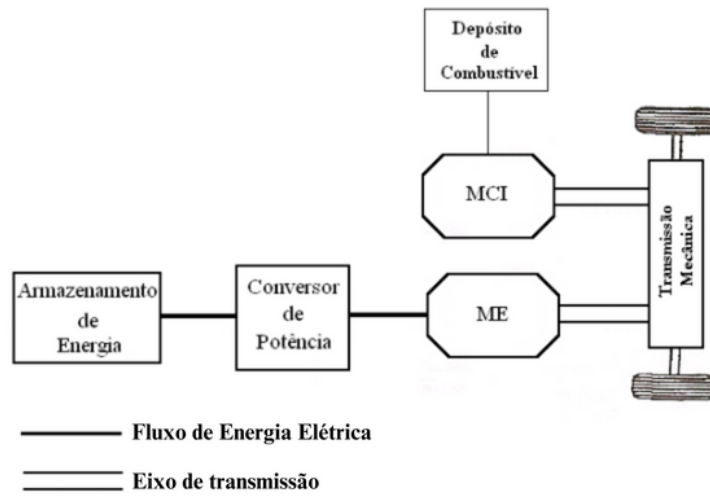 Depósito
de
Combustível
MCI
Transmissão
Mecânica
Armazenamento
de
Energia
Conversor
de
Potência
ME
Fluxo de Energia Elétrica
Eixo de transmissão